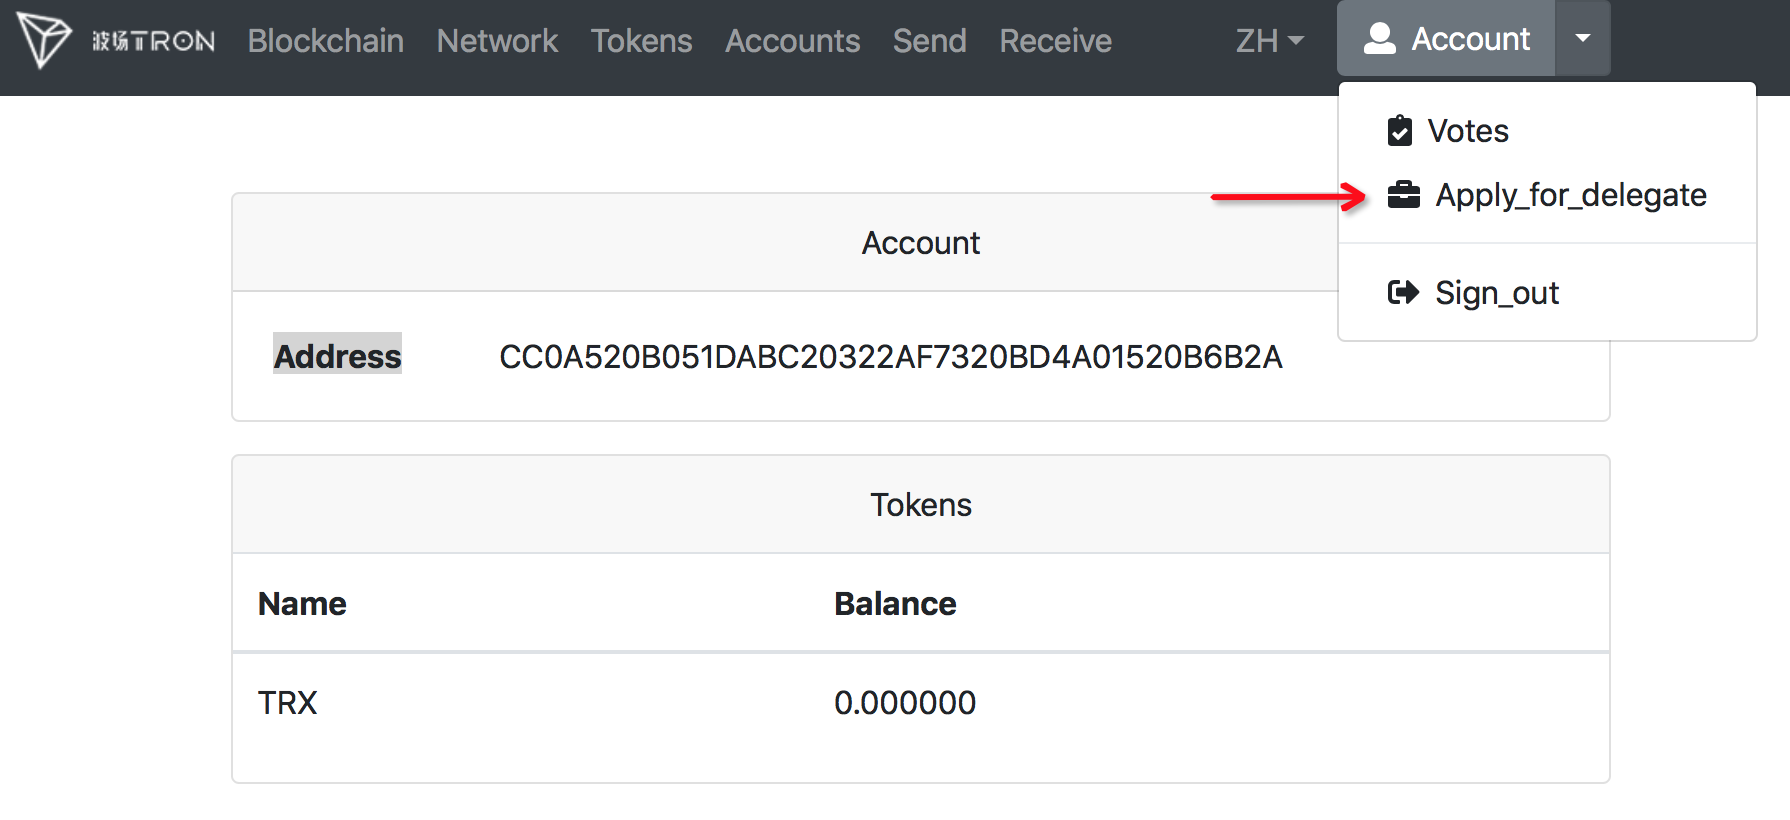 波场TRON Blockchain Network Tokens Accounts Send Receive ZH Account
Votes
Apply_for_delegate
Sign_out
Account
Address CC0A520B051DABC20322AF7320BD4A01520B6B2A
Tokens
Name Balance
TRX 0.000000